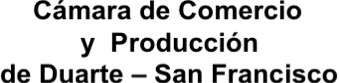 Cámara de Comercio
y Producción
de Duarte – San Francisco